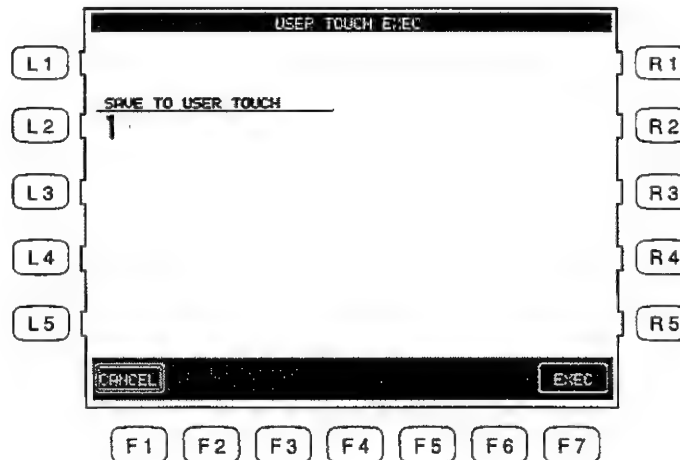 USER TOUCH EXEC
L1 R1
SAVE TO USER TOUCH
L2 1 R2
L3 R3
L4 R4
L5 R5
CANCEL EXEC
F1 F2 F3 F4 F5 F6 F7